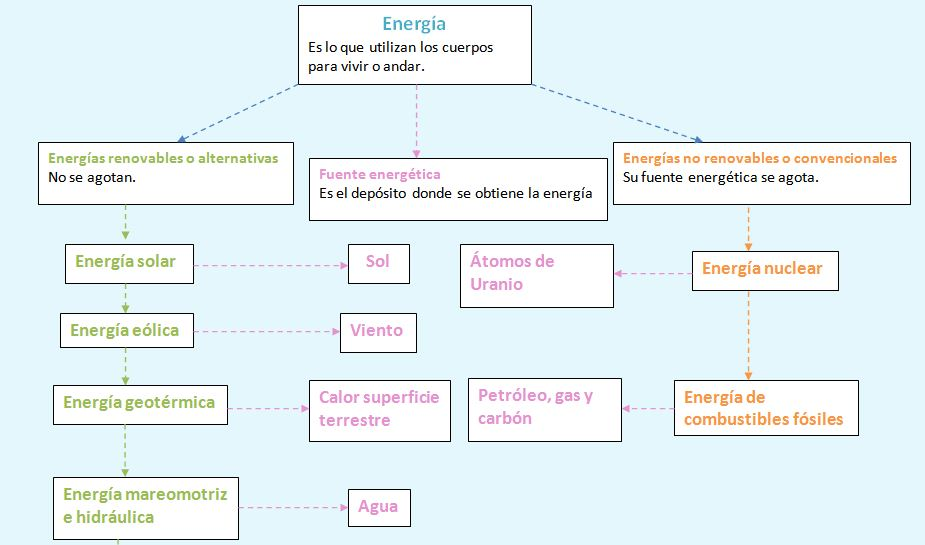 Energía
Es lo que utilizan los cuerpos
para vivir o andar.
Energías renovables o alternativas
No se agotan.
Fuente energética
Es el depósito donde se obtiene la energía
Energías no renovables o convencionales
Su fuente energética se agota.
Energía solar
Sol
Átomos de
Uranio
Energía nuclear
Energía eólica
Viento
Energía geotérmica
Calor superficie
terrestre
Petróleo, gas y
carbón
Energía de
combustibles fósiles
Energía mareomotriz
e hidráulica
Agua